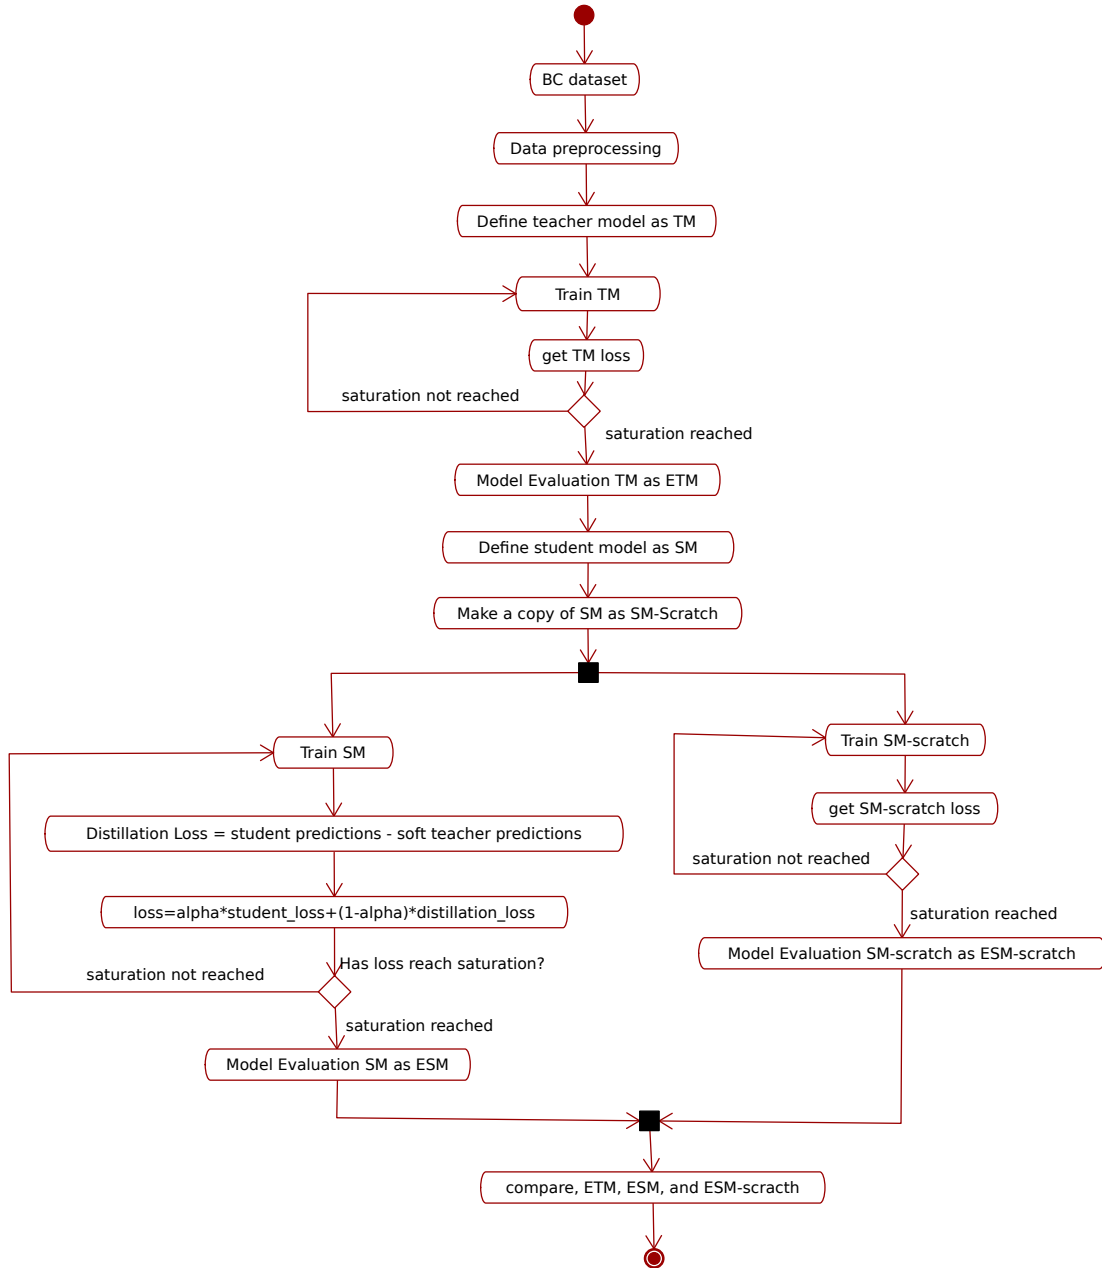 BC dataset
Data preprocessing
Define teacher model as TM
Train TM
get TM loss
saturation not reached
saturation reached
Model Evaluation TM as ETM
Define student model as SM
Make a copy of SM as SM-Scratch
Train SM
Distillation Loss = student predictions - soft teacher predictions
loss=alpha*student_loss+(1-alpha)*distillation_loss
Has loss reach saturation?
saturation not reached
saturation reached
Model Evaluation SM as ESM
Train SM-scratch
get SM-scratch loss
saturation not reached
saturation reached
Model Evaluation SM-scratch as ESM-scratch
compare, ETM, ESM, and ESM-scracth